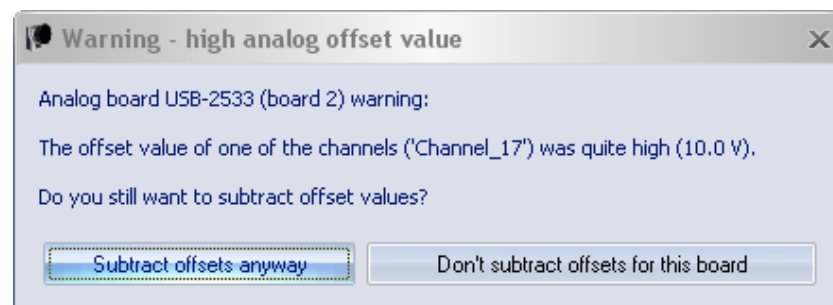 Warning - high analog offset value
Analog board USB-2533 (board 2) warning:
The offset value of one of the channels ('Channel_17') was quite high (10.0 V).
Do you still want to subtract offset values?
Subtract offsets anyway
Don't subtract offsets for this board